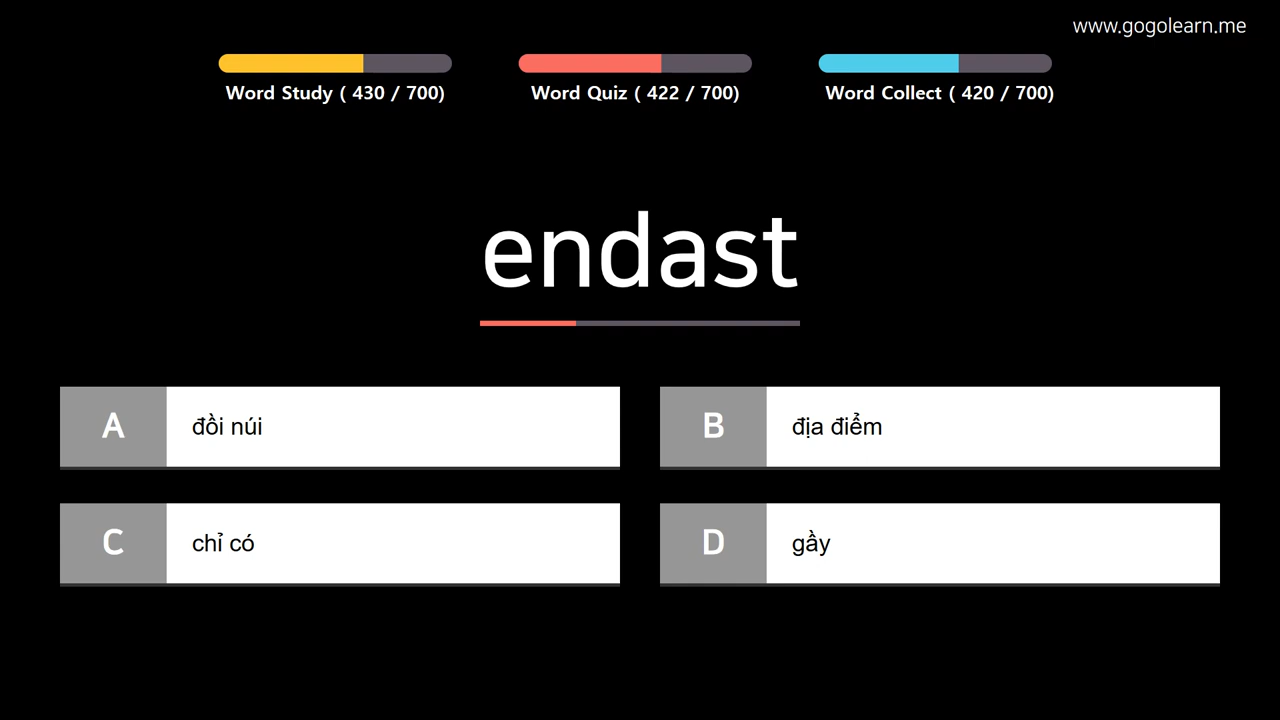 www.gogolearn.me
Word Study ( 430 / 700)
Word Quiz ( 422 / 700)
Word Collect ( 420 / 700)
endast
A
đồi núi
B
địa điểm
C
chỉ có
D
gầy